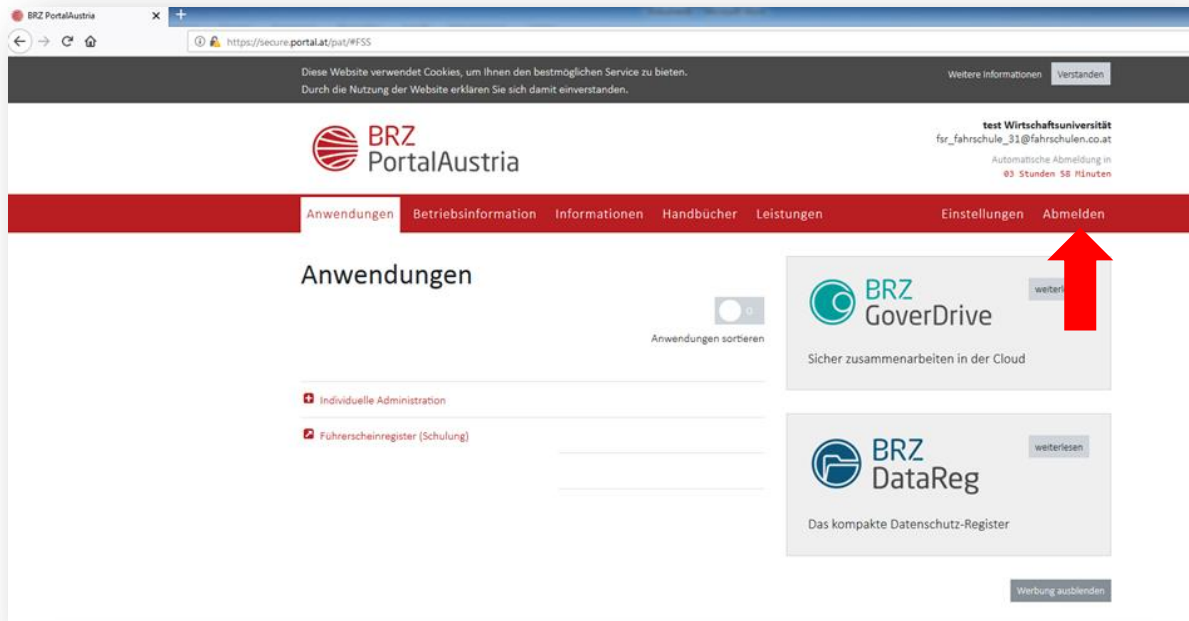 BRZ PortalAustria
https://secure.portal.at/pat/#FSS
Diese Website verwendet Cookies, um Ihnen den bestmöglichen Service zu bieten.
Durch die Nutzung der Website erklären Sie sich damit einverstanden.
Weitere Informationen
Verstanden
BRZ
PortalAustria
test Wirtschaftsuniversität
fsr_fahrschule_31@fahrschulen.co.at
Automatische Abmeldung in
03 Stunden 58 Minuten
Anwendungen Betriebsinformation Informationen Handbücher Leistungen Einstellungen Abmelden
Anwendungen
Anwendungen sortieren
Individuelle Administration
Führerscheinregister (Schulung)
BRZ
GoverDrive
Sicher zusammenarbeiten in der Cloud
BRZ
DataReg
weiterlesen
Das kompakte Datenschutz-Register
Werbung ausblenden